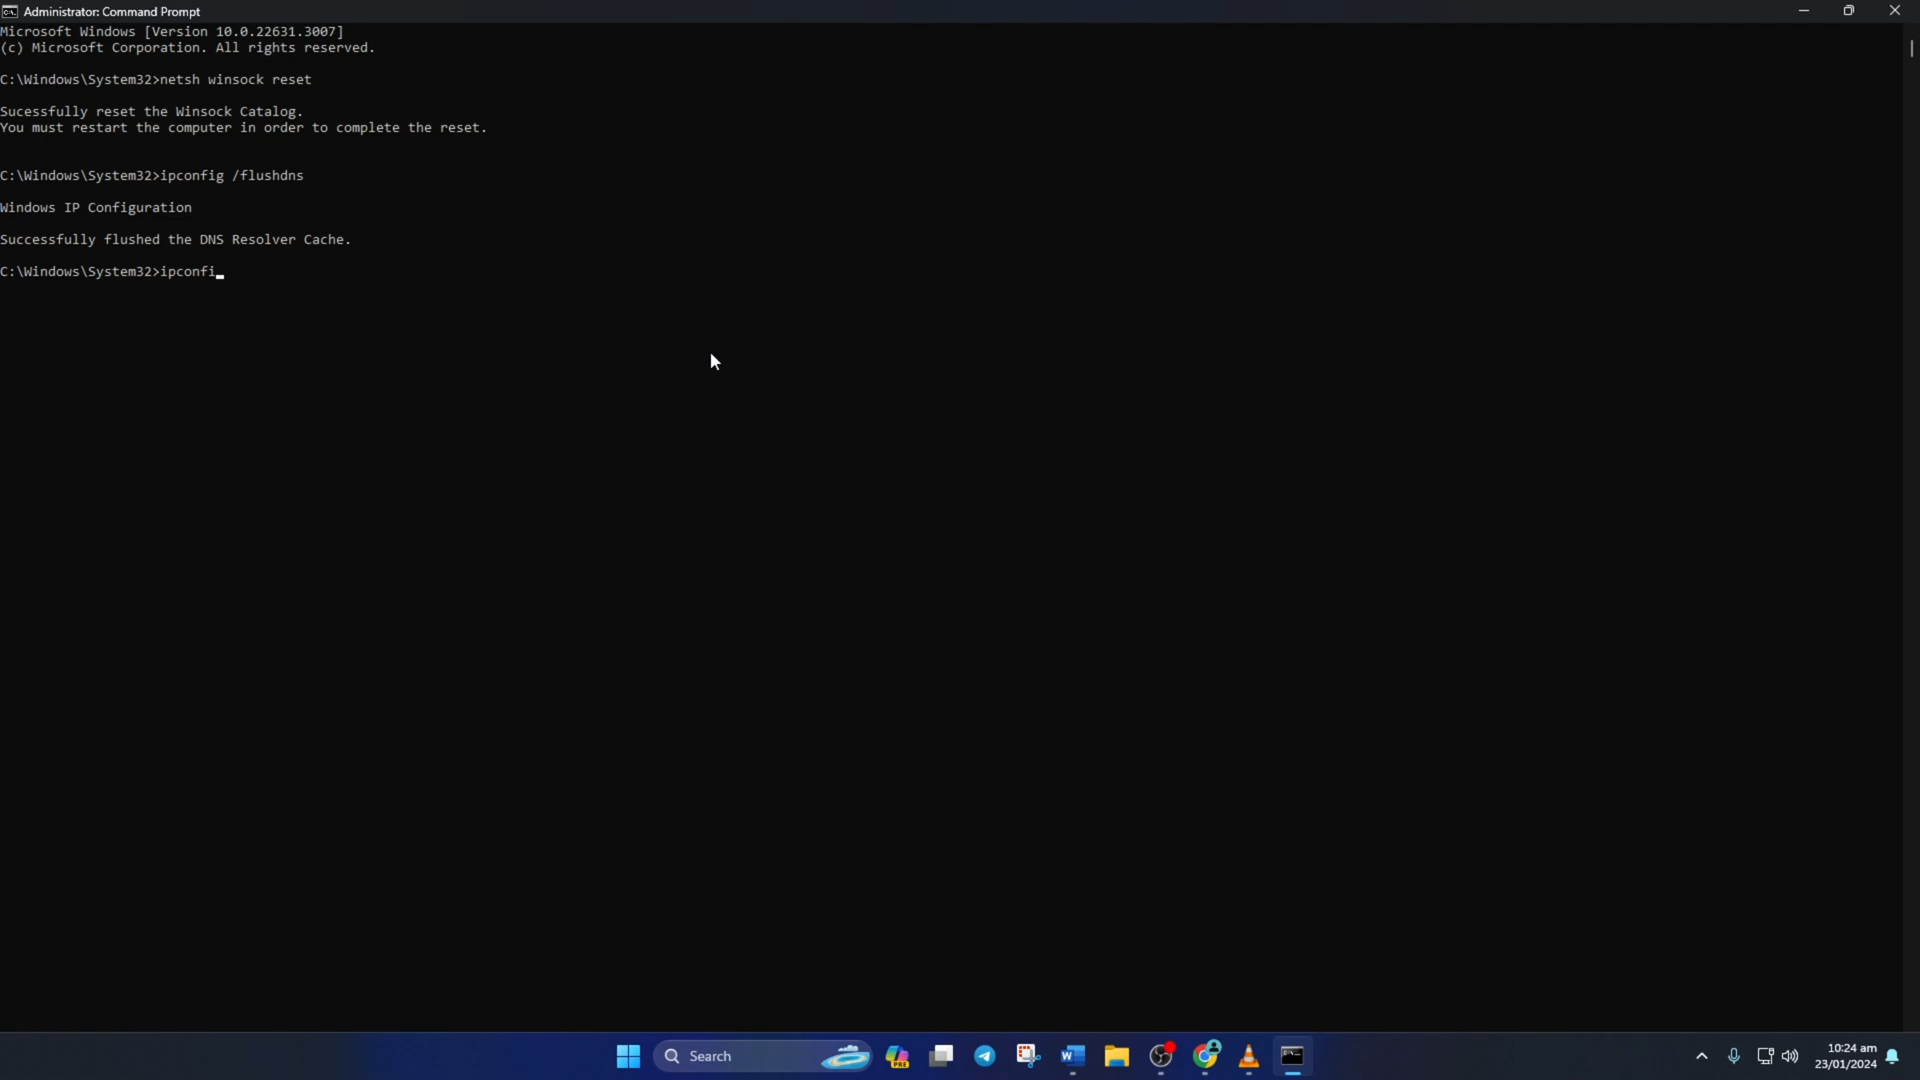 Administrator: Command Prompt
Microsoft Windows [Version 10.0.22631.3007]
(c) Microsoft Corporation. All rights reserved.
C:\Windows\System32>netsh winsock reset
Sucessfully reset the Winsock Catalog.
You must restart the computer in order to complete the reset.
C:\Windows\System32>ipconfig /flushdns
Windows IP Configuration
Successfully flushed the DNS Resolver Cache.
C:\Windows\System32>ipconfi_
Search
PRE
10:24 am
23/01/2024